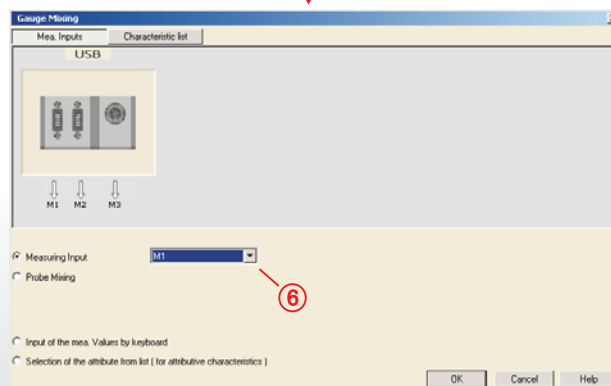 Gauge Mixing
Mea. Inputs Characteristic list
USB
M1 M2 M3
Measuring Input M1
Probe Mixing
6
Input of the mea. Values by keyboard
Selection of the attribute from list ( for attributive characteristics )
OK Cancel Help